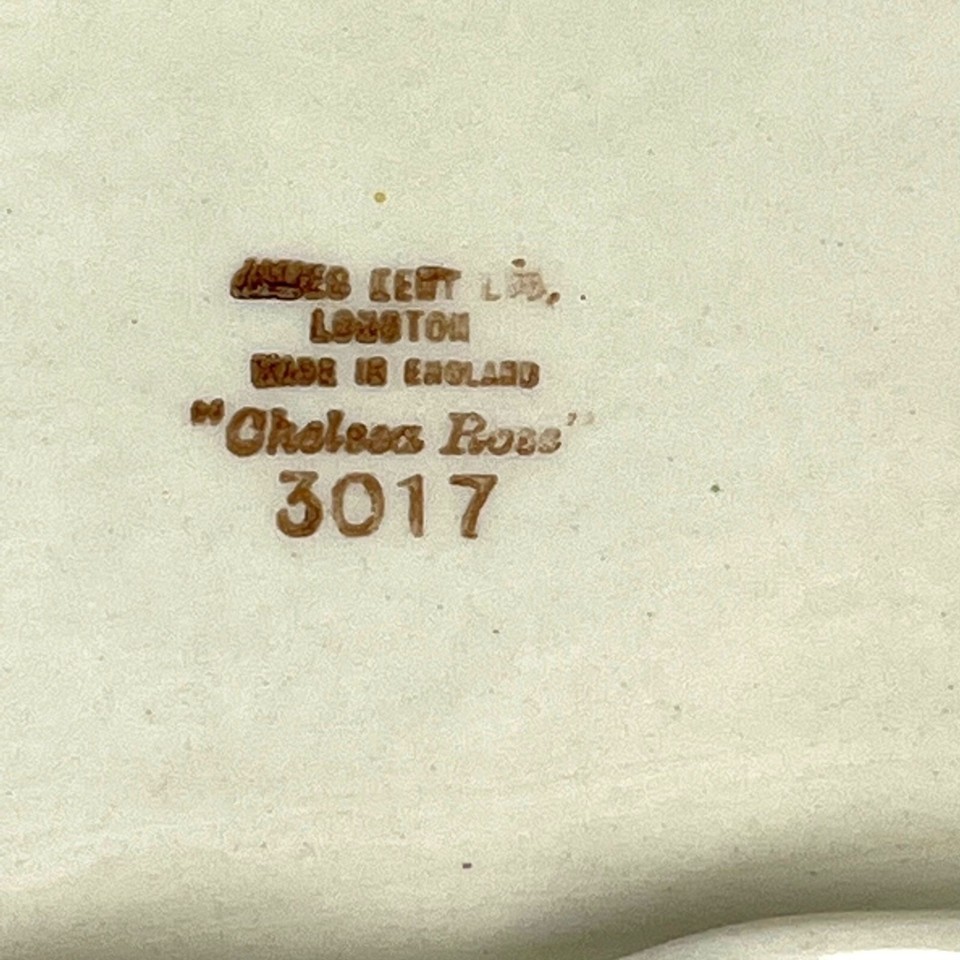 JAMES KENT LTD.
LONGTON
MADE IN ENGLAND
"Chelsea Rose"
3017